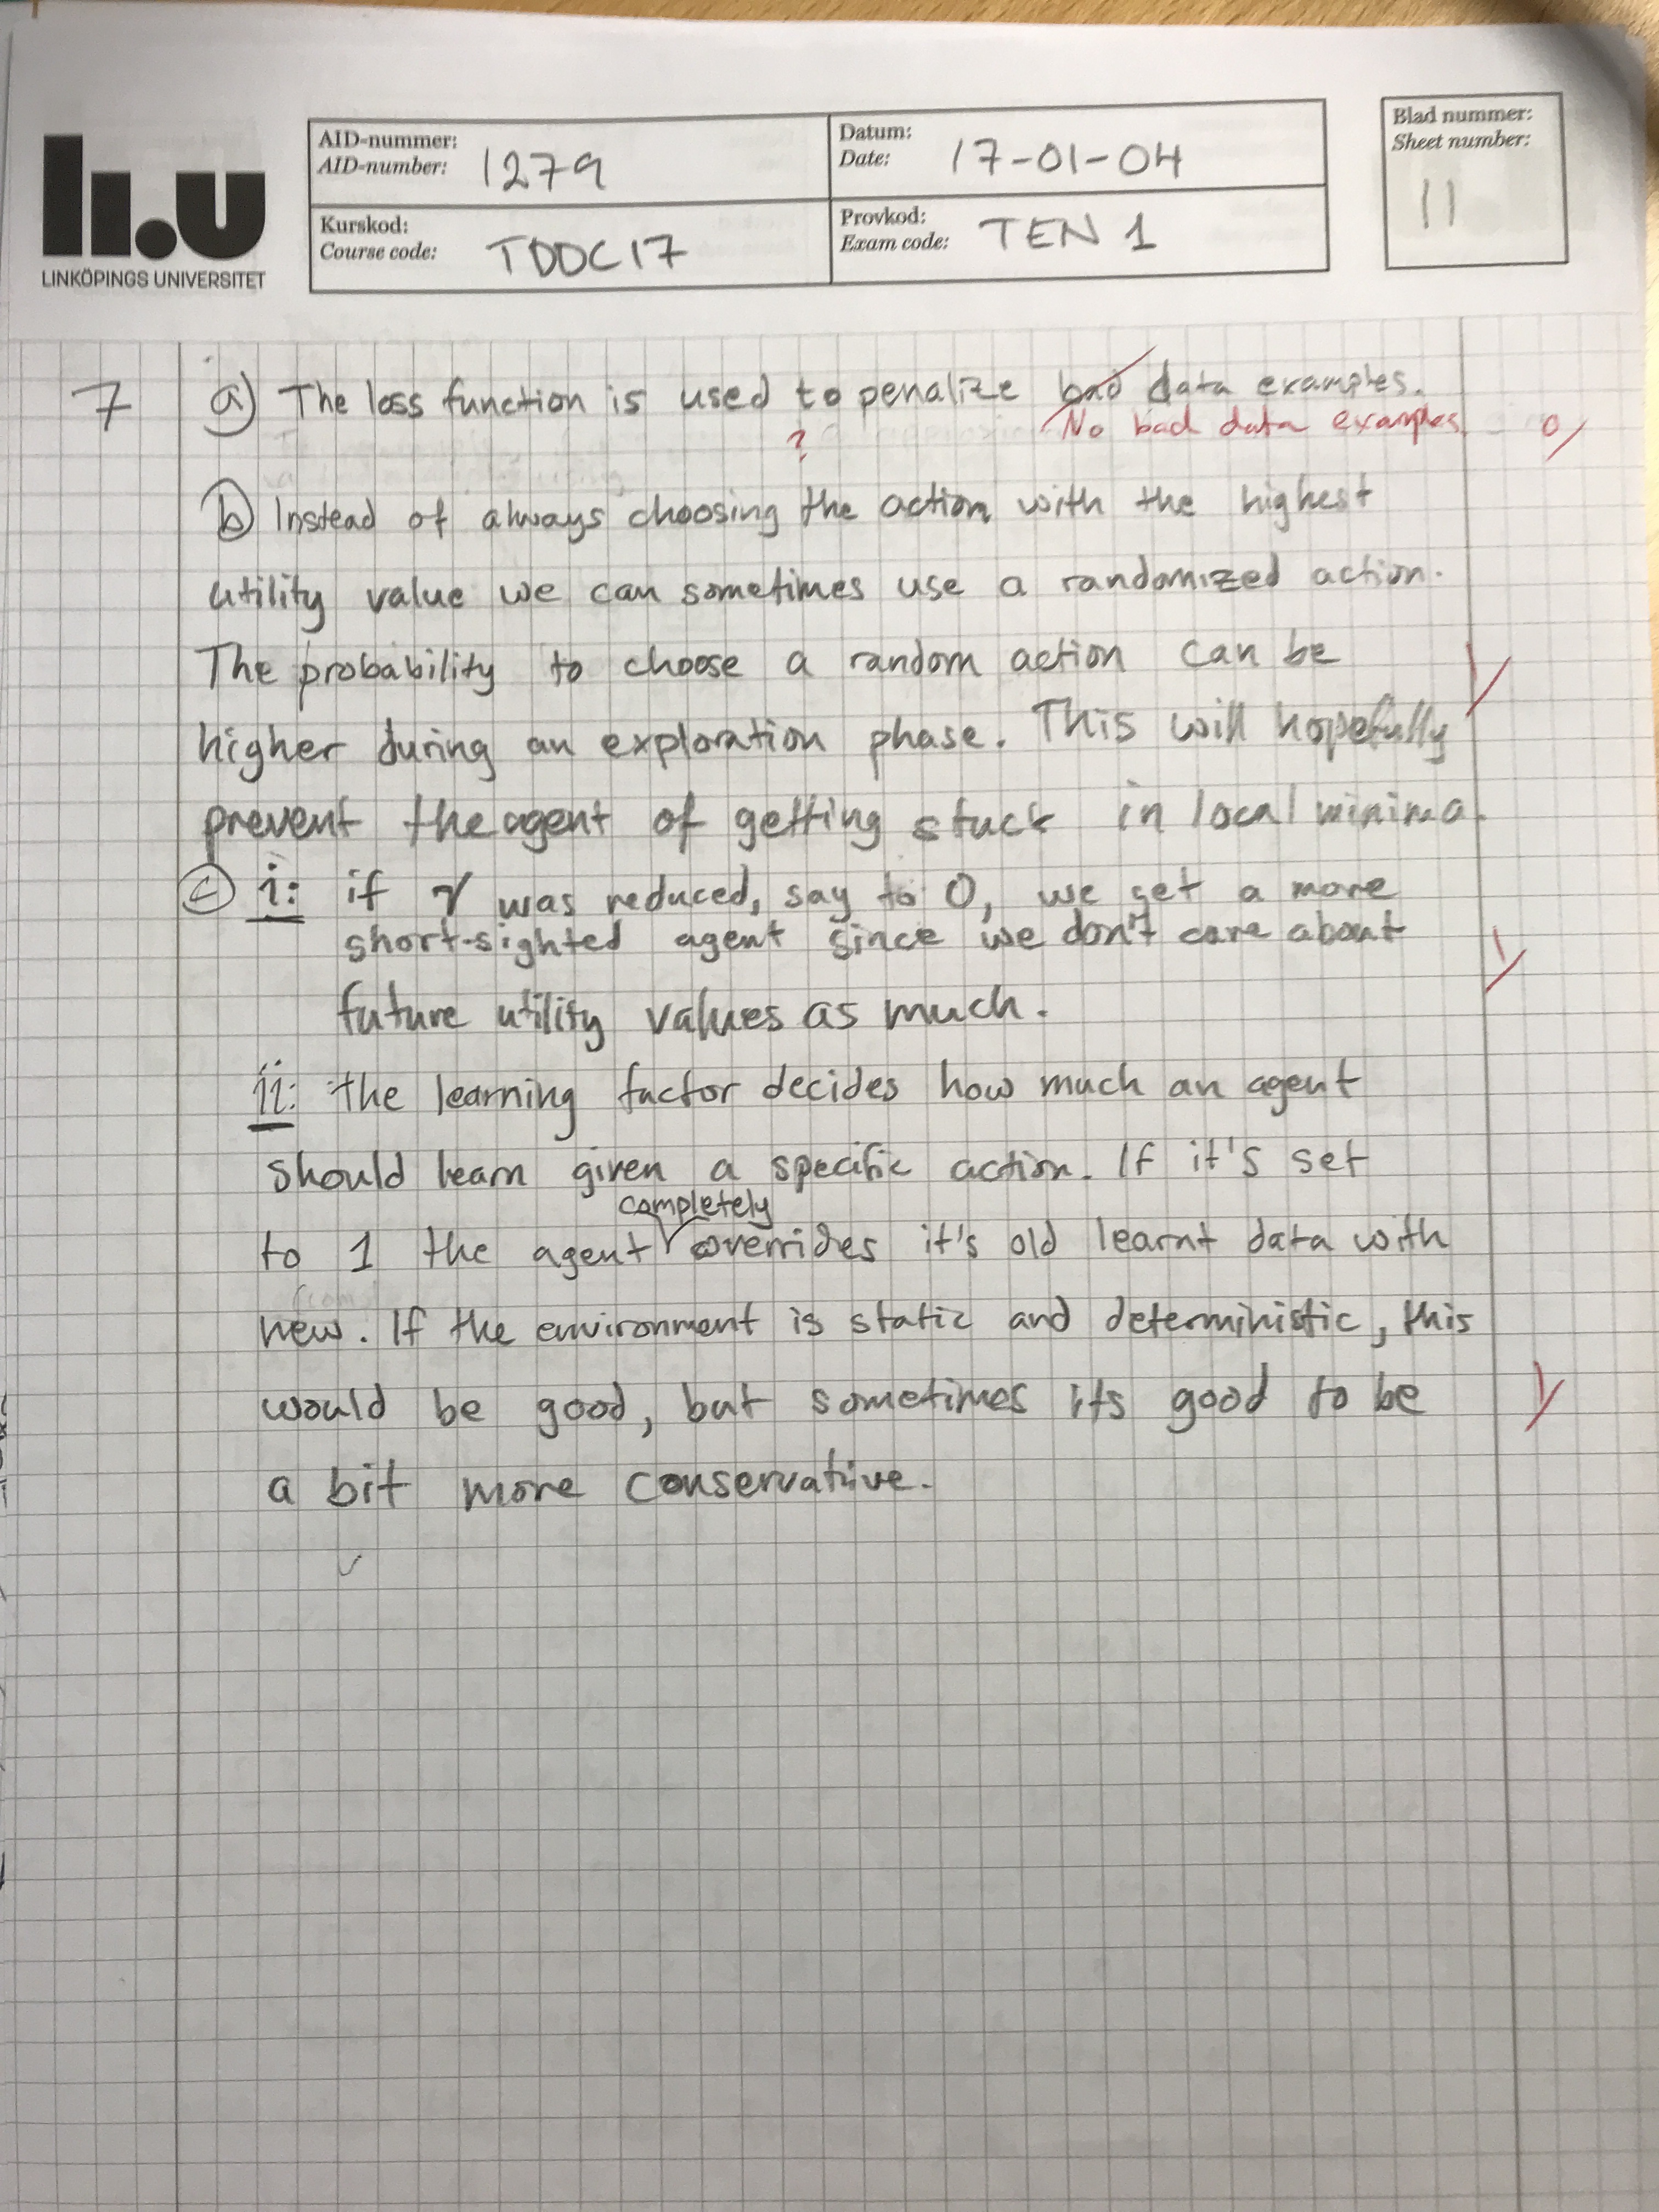 li.u
LINKÖPINGS UNIVERSITET
AID-nummer:
AID-number: 1279
Datum:
Date: 17-01-04
Kurskod:
Course code: TDDC17
Provkod:
Exam code: TEN 1
Blad nummer:
Sheet number:
11
7 a) The loss function is used to penalize bad data examples.
? No bad data examples. 0/
b) Instead of always choosing the action with the highest
utility value we can sometimes use a randomized action.
The probability to choose a random action can be 1/
higher during an exploration phase. This will hopefully
prevent the agent of getting stuck in local minima.
c) i: if γ was reduced, say to 0, we get a more
short-sighted agent since we don't care about 1/
future utility values as much.
ii: the learning factor decides how much an agent
should learn given a specific action. If it's set
completely
to 1 the agent overrides it's old learnt data with
new. If the environment is static and deterministic, this
would be good, but sometimes its good to be 1/
a bit more conservative.